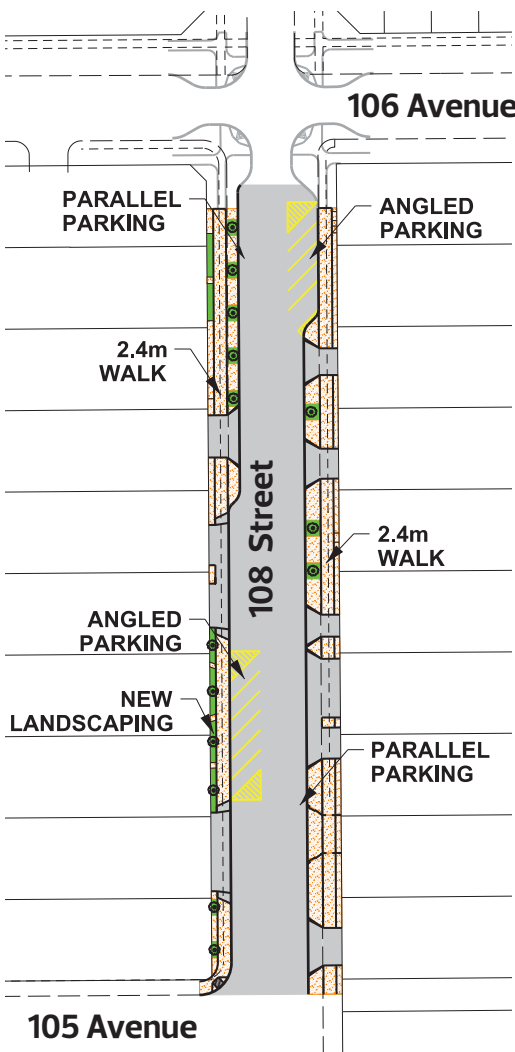 106 Avenue
PARALLEL
PARKING
ANGLED
PARKING
2.4m
WALK
108 Street
2.4m
WALK
ANGLED
PARKING
NEW
LANDSCAPING
PARALLEL
PARKING
105 Avenue